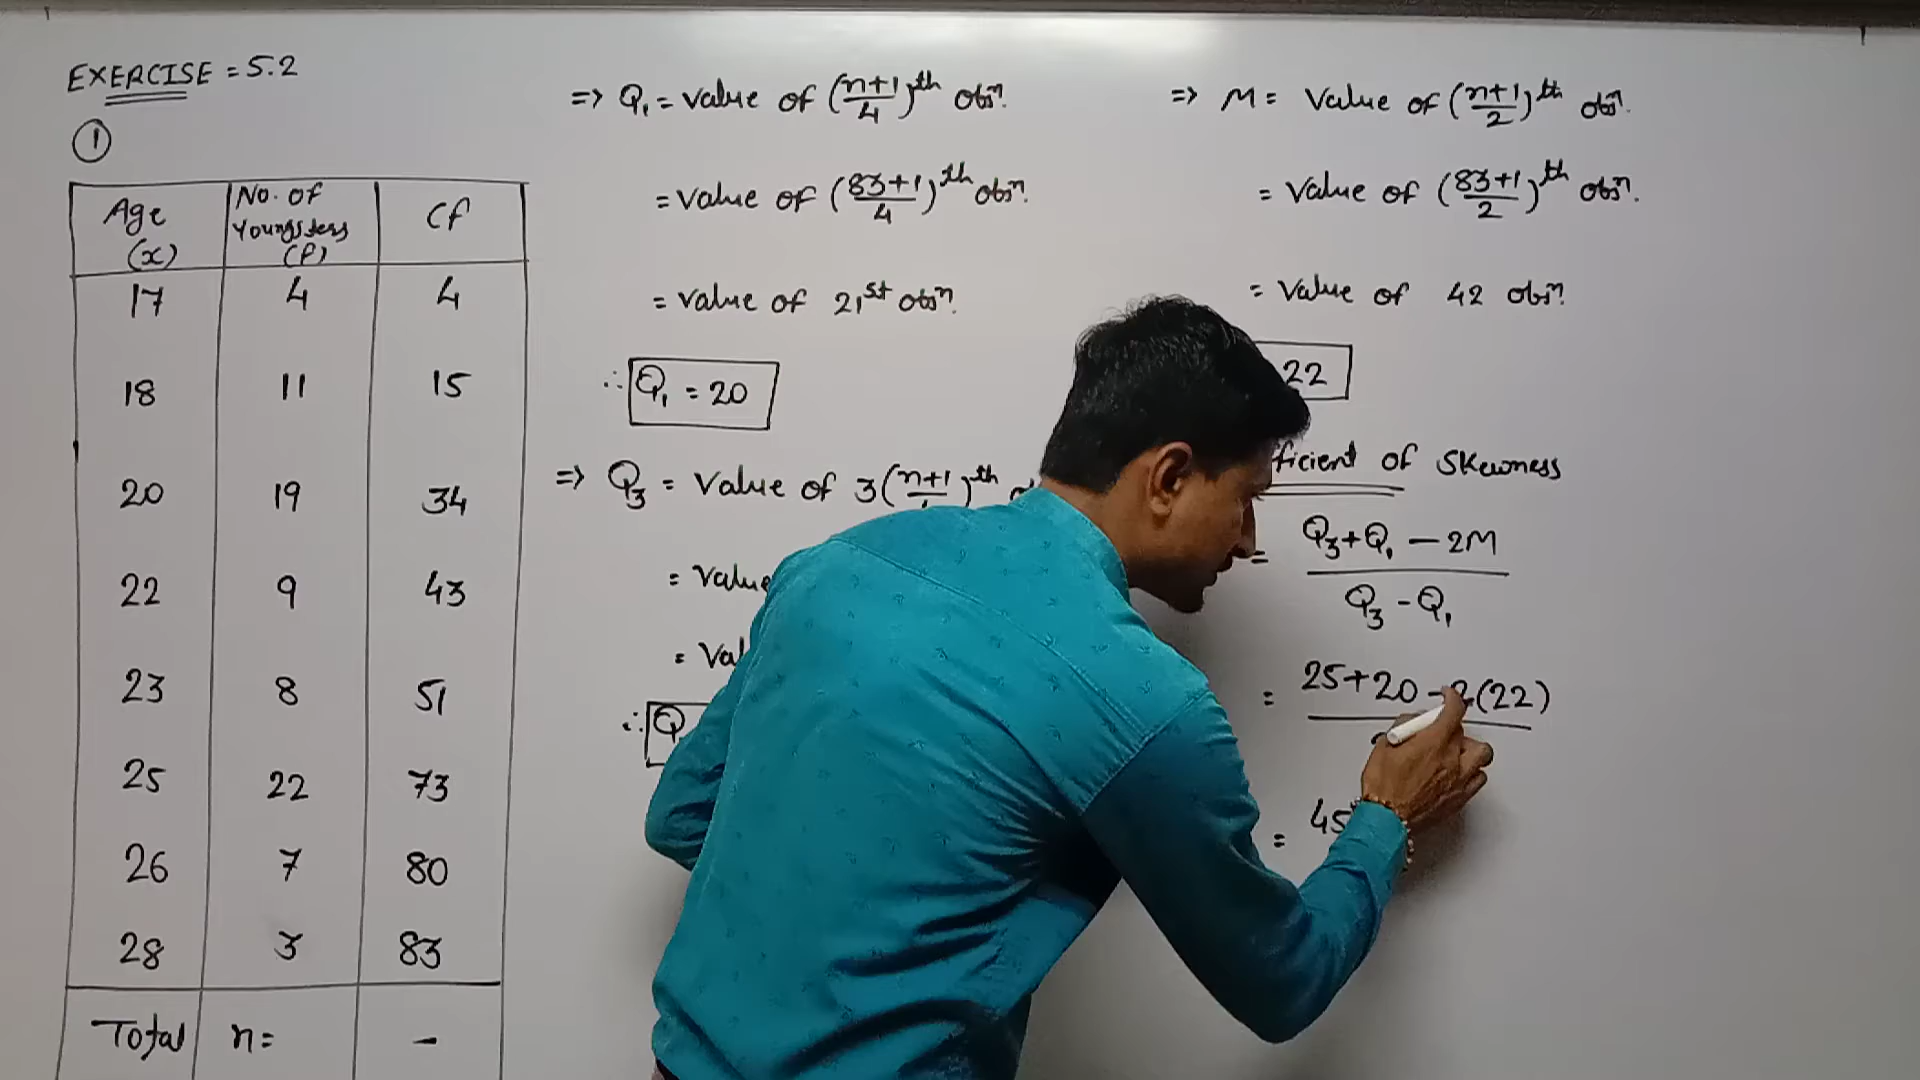 EXERCISE = 5.2
①
Age (x) No. of Youngsters (f) Cf
17 4 4
18 11 15
20 19 34
22 9 43
23 8 51
25 22 73
26 7 80
28 3 83
Total n= -
=> Q₁ = value of (n+1/4)th obsn.
= value of (83+1/4)th obsn.
= value of 21st obsn.
∴ Q₁ = 20
=> Q₃ = Value of 3(n+1
= Value
∴ Q
=> M = Value of (n+1/2)th obsn.
= Value of (83+1/2)th obsn.
= Value of 42 obsn.
22
of Skewness
= Q₃+Q₁ - 2M / Q₃ - Q₁
= 25+20 - 2(22)
= 45